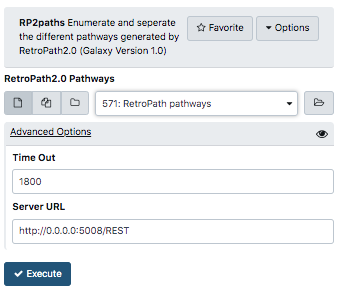 RP2paths Enumerate and seperate
the different pathways generated by
RetroPath2.0 (Galaxy Version 1.0)
Favorite
Options
RetroPath2.0 Pathways
571: RetroPath pathways
Advanced Options
Time Out
1800
Server URL
http://0.0.0.0:5008/REST
Execute